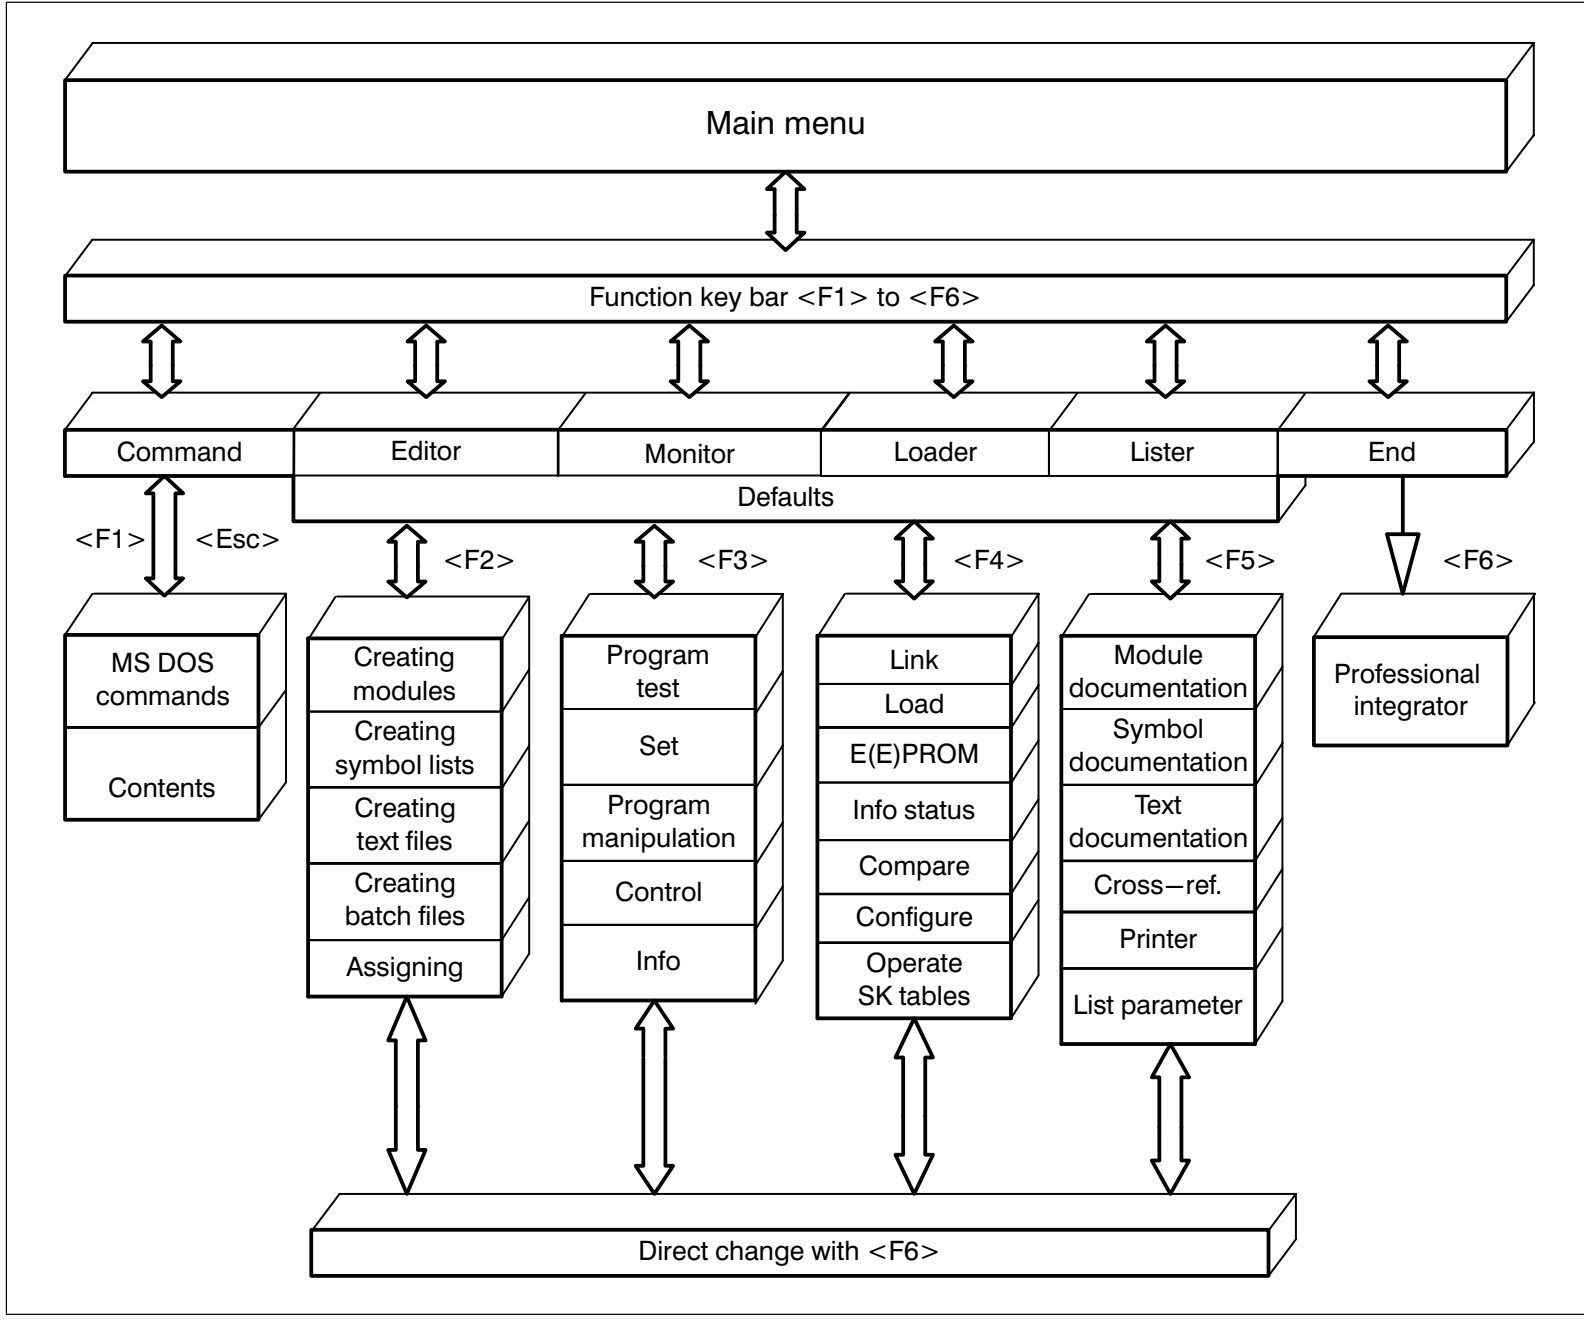 Main menu
Function key bar <F1> to <F6>
Command
Editor
Monitor
Loader
Lister
End
Defaults
<F1>
<Esc>
<F2>
<F3>
<F4>
<F5>
<F6>
MS DOS
commands
Contents
Creating
modules
Creating
symbol lists
Creating
text files
Creating
batch files
Assigning
Program
test
Set
Program
manipulation
Control
Info
Link
Load
E(E)PROM
Info status
Compare
Configure
Operate
SK tables
Module
documentation
Symbol
documentation
Text
documentation
Cross–ref.
Printer
List parameter
Professional
integrator
Direct change with <F6>